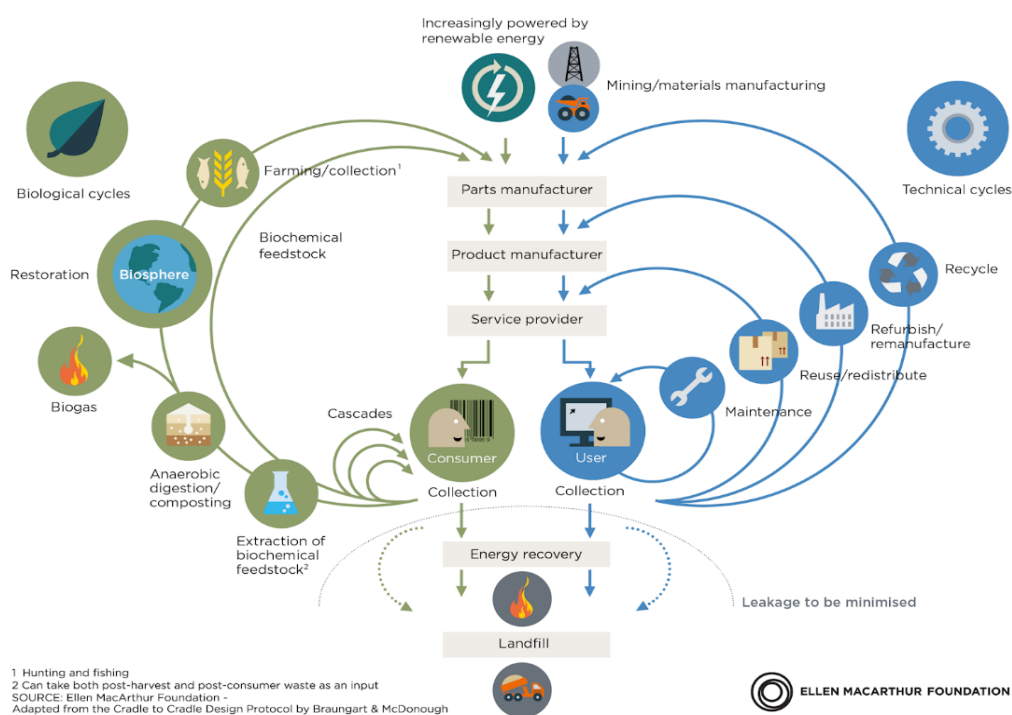 Increasingly powered by
renewable energy
Mining/materials manufacturing
Biological cycles
Technical cycles
Farming/collection1
Parts manufacturer
Biochemical
feedstock
Product manufacturer
Restoration
Biosphere
Recycle
Service provider
Refurbish/
remanufacture
Reuse/redistribute
Biogas
Cascades
Maintenance
Consumer
User
Anaerobic
digestion/
composting
Collection
Collection
Extraction of
biochemical
feedstock2
Energy recovery
Leakage to be minimised
Landfill
1 Hunting and fishing
2 Can take both post-harvest and post-consumer waste as an input
SOURCE: Ellen MacArthur Foundation -
Adapted from the Cradle to Cradle Design Protocol by Braungart & McDonough
ELLEN MACARTHUR FOUNDATION